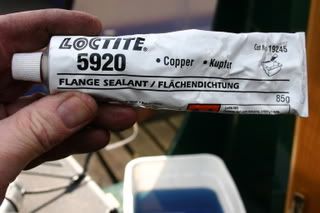 LOCTITE® Cat No 19245
5920 • Copper • Kupfer
FLANGE SEALANT / FLÄCHENDICHTUNG
85g